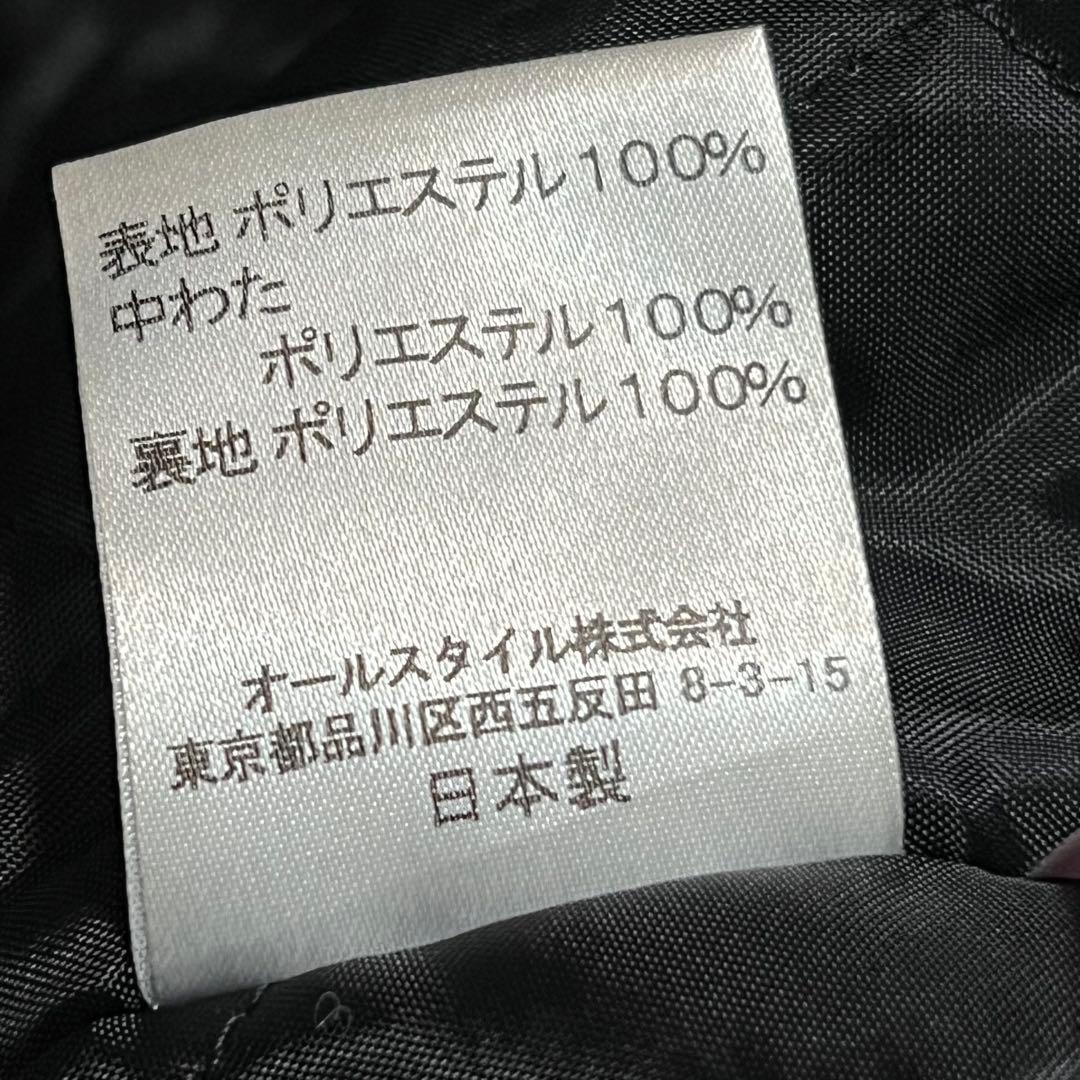 表地 ポリエステル100%
中わた
ポリエステル100%
裏地 ポリエステル100%
オールスタイル株式会社
東京都品川区西五反田 8-3-15
日本製